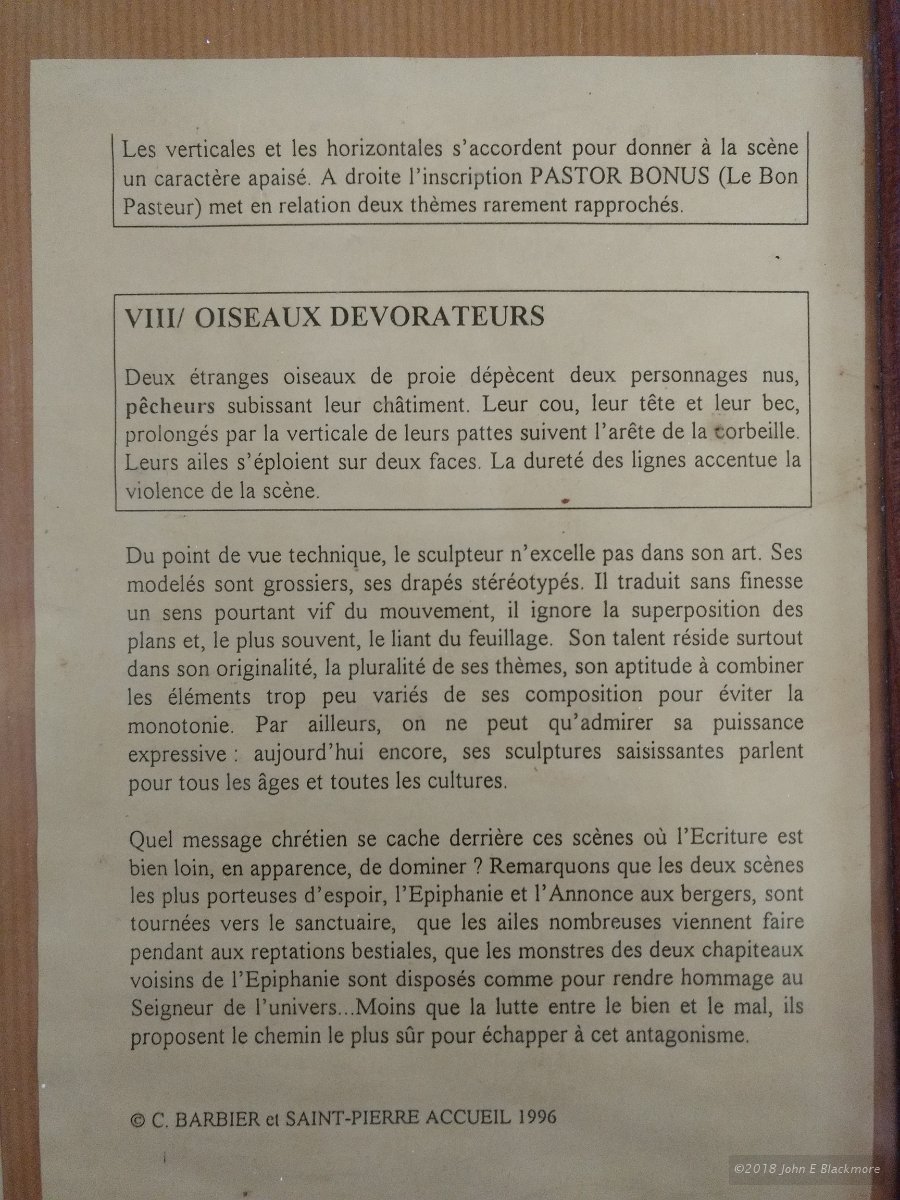 Les verticales et les horizontales s’accordent pour donner à la scène
un caractère apaisé. A droite l’inscription PASTOR BONUS (Le Bon
Pasteur) met en relation deux thèmes rarement rapprochés.
VIII/ OISEAUX DEVORATEURS
Deux étranges oiseaux de proie dépècent deux personnages nus,
pêcheurs subissant leur châtiment. Leur cou, leur tête et leur bec,
prolongés par la verticale de leurs pattes suivent l’arête de la corbeille.
Leurs ailes s’éploient sur deux faces. La dureté des lignes accentue la
violence de la scène.
Du point de vue technique, le sculpteur n’excelle pas dans son art. Ses
modelés sont grossiers, ses drapés stéréotypés. Il traduit sans finesse
un sens pourtant vif du mouvement, il ignore la superposition des
plans et, le plus souvent, le liant du feuillage. Son talent réside surtout
dans son originalité, la pluralité de ses thèmes, son aptitude à combiner
les éléments trop peu variés de ses composition pour éviter la
monotonie. Par ailleurs, on ne peut qu’admirer sa puissance
expressive : aujourd’hui encore, ses sculptures saisissantes parlent
pour tous les âges et toutes les cultures.
Quel message chrétien se cache derrière ces scènes où l’Ecriture est
bien loin, en apparence, de dominer ? Remarquons que les deux scènes
les plus porteuses d’espoir, l’Epiphanie et l’Annonce aux bergers, sont
tournées vers le sanctuaire, que les ailes nombreuses viennent faire
pendant aux reptations bestiales, que les monstres des deux chapiteaux
voisins de l’Epiphanie sont disposés comme pour rendre hommage au
Seigneur de l’univers...Moins que la lutte entre le bien et le mal, ils
proposent le chemin le plus sûr pour échapper à cet antagonisme.
© C. BARBIER et SAINT-PIERRE ACCUEIL 1996
©2018 John E Blackmore